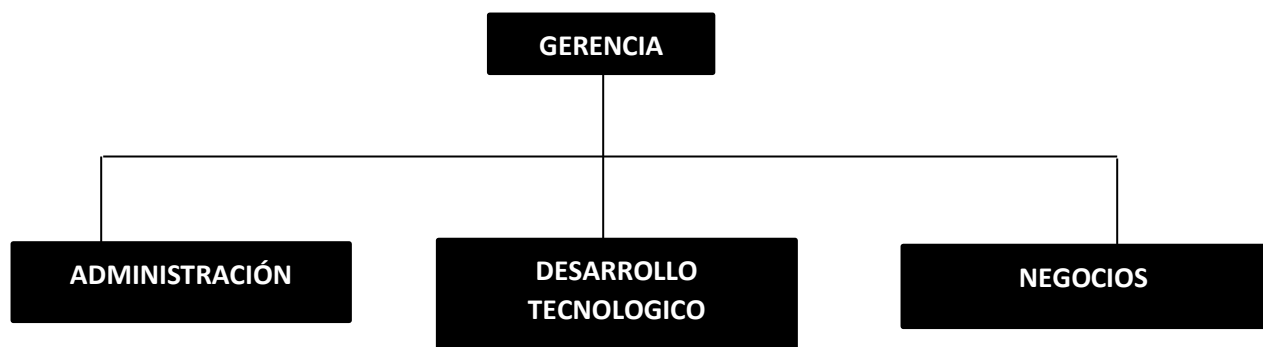 GERENCIA
ADMINISTRACIÓN
DESARROLLO
TECNOLOGICO
NEGOCIOS